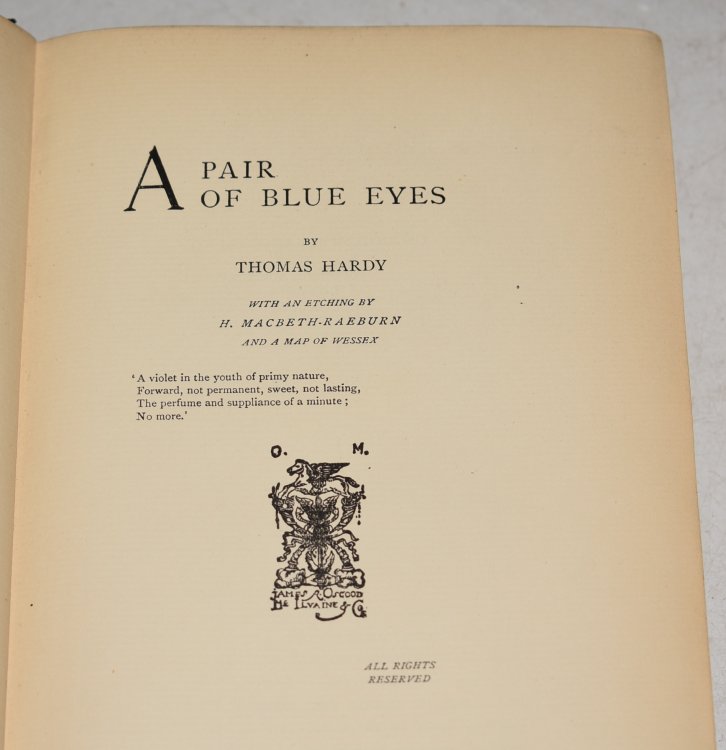 A PAIR
OF BLUE EYES
BY
THOMAS HARDY
WITH AN ETCHING BY
H. MACBETH-RAEBURN
AND A MAP OF WESSEX
‘A violet in the youth of primy nature,
Forward, not permanent, sweet, not lasting,
The perfume and suppliance of a minute ;
No more.’
O. M.
JAMES R. OSGOOD
MC ILVAINE & CO.
ALL RIGHTS
RESERVED